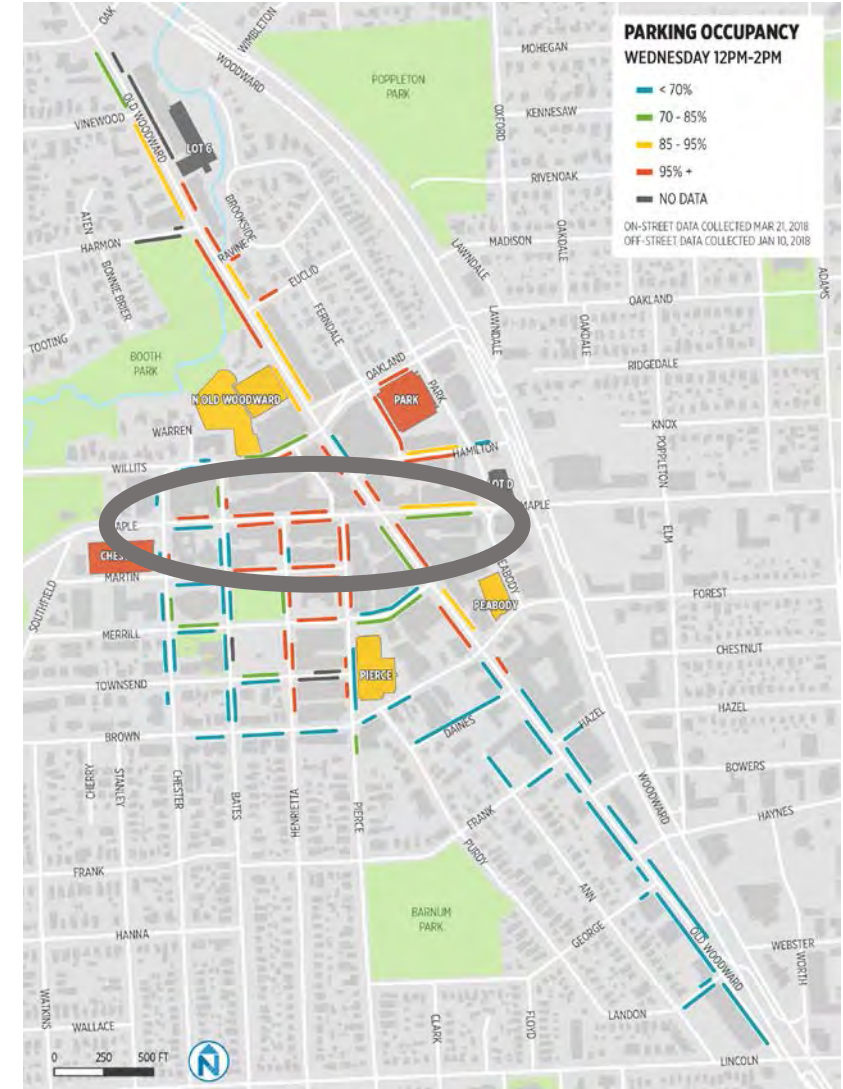 PARKING OCCUPANCY
WEDNESDAY 12PM-2PM
< 70%
70 - 85%
85 - 95%
95% +
NO DATA
ON-STREET DATA COLLECTED MAR 21, 2018
OFF-STREET DATA COLLECTED JAN 10, 2018
OAK
WIMBLETON
WOODWARD
MOHEGAN
POPPLETON
PARK
OXFORD
KENNESAW
VINEWOOD
OLD WOODWARD
LOT 6
RIVENOAK
ATEN
BROOKSIDE
HARMON
RAVINE
MADISON
OAKDALE
LAWNDALE
BONNIE BRIER
EUCLID
ADAMS
FERNDALE
LAWNDALE
OAKLAND
TOOTING
BOOTH
PARK
OAKDALE
OAKLAND
RIDGEDALE
N OLD WOODWARD
PARK
PARK
WARREN
KNOX
HAMILTON
POPPLETON
WILLITS
LOT D
MAPLE
APLE
ELM
CHES
MARTIN
EABODY
SOUTHFIELD
PEABODY
FOREST
MERRILL
CHESTNUT
PIERCE
TOWNSEND
HAZEL
HAZEL
DAINES
BROWN
BOWERS
CHERRY
STANLEY
CHESTER
BATES
HENRIETTA
PIERCE
WOODWARD
HAYNES
FRANK
PURDY
FRANK
ANN
BARNUM
PARK
HANNA
GEORGE
OLD WOODWARD
WEBSTER
WORTH
WATKINS
WALLACE
CLARK
FLOYD
LANDON
0 250 500 FT
N
LINCOLN